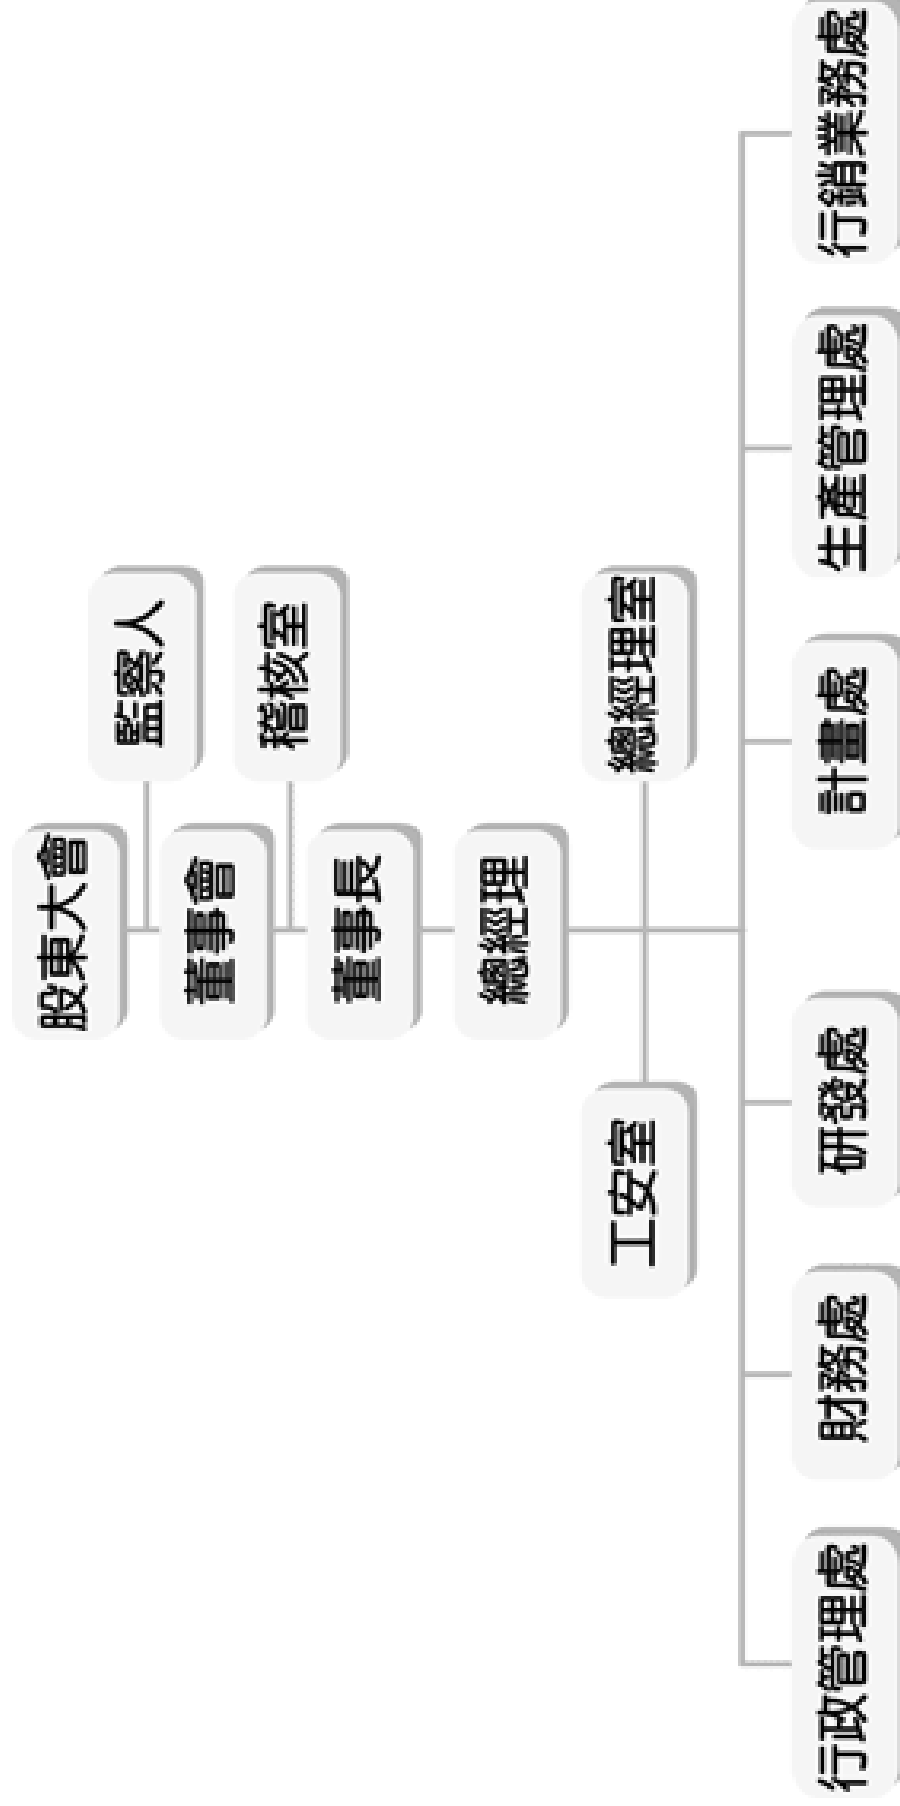 股東大會
監察人
董事會
稽核室
董事長
總經理
工安室
總經理室
行政管理處
財務處
研發處
計畫處
生產管理處
行銷業務處